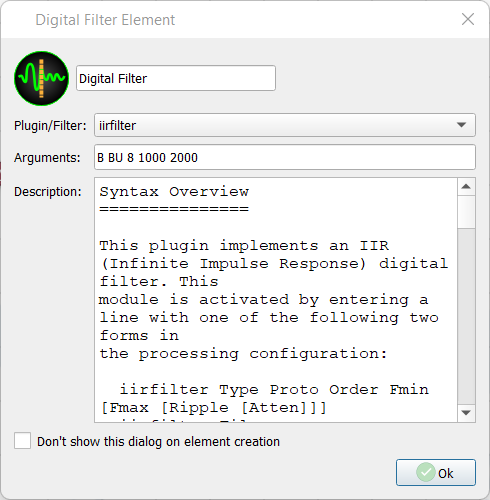 Digital Filter Element
Digital Filter
Plugin/Filter: iirfilter
Arguments: B BU 8 1000 2000
Description:
Syntax Overview
===============
This plugin implements an IIR
(Infinite Impulse Response) digital
filter. This
module is activated by entering a
line with one of the following two
forms in
the processing configuration:
iirfilter Type Proto Order Fmin
[Fmax [Ripple [Atten]]]
Don't show this dialog on element creation
Ok